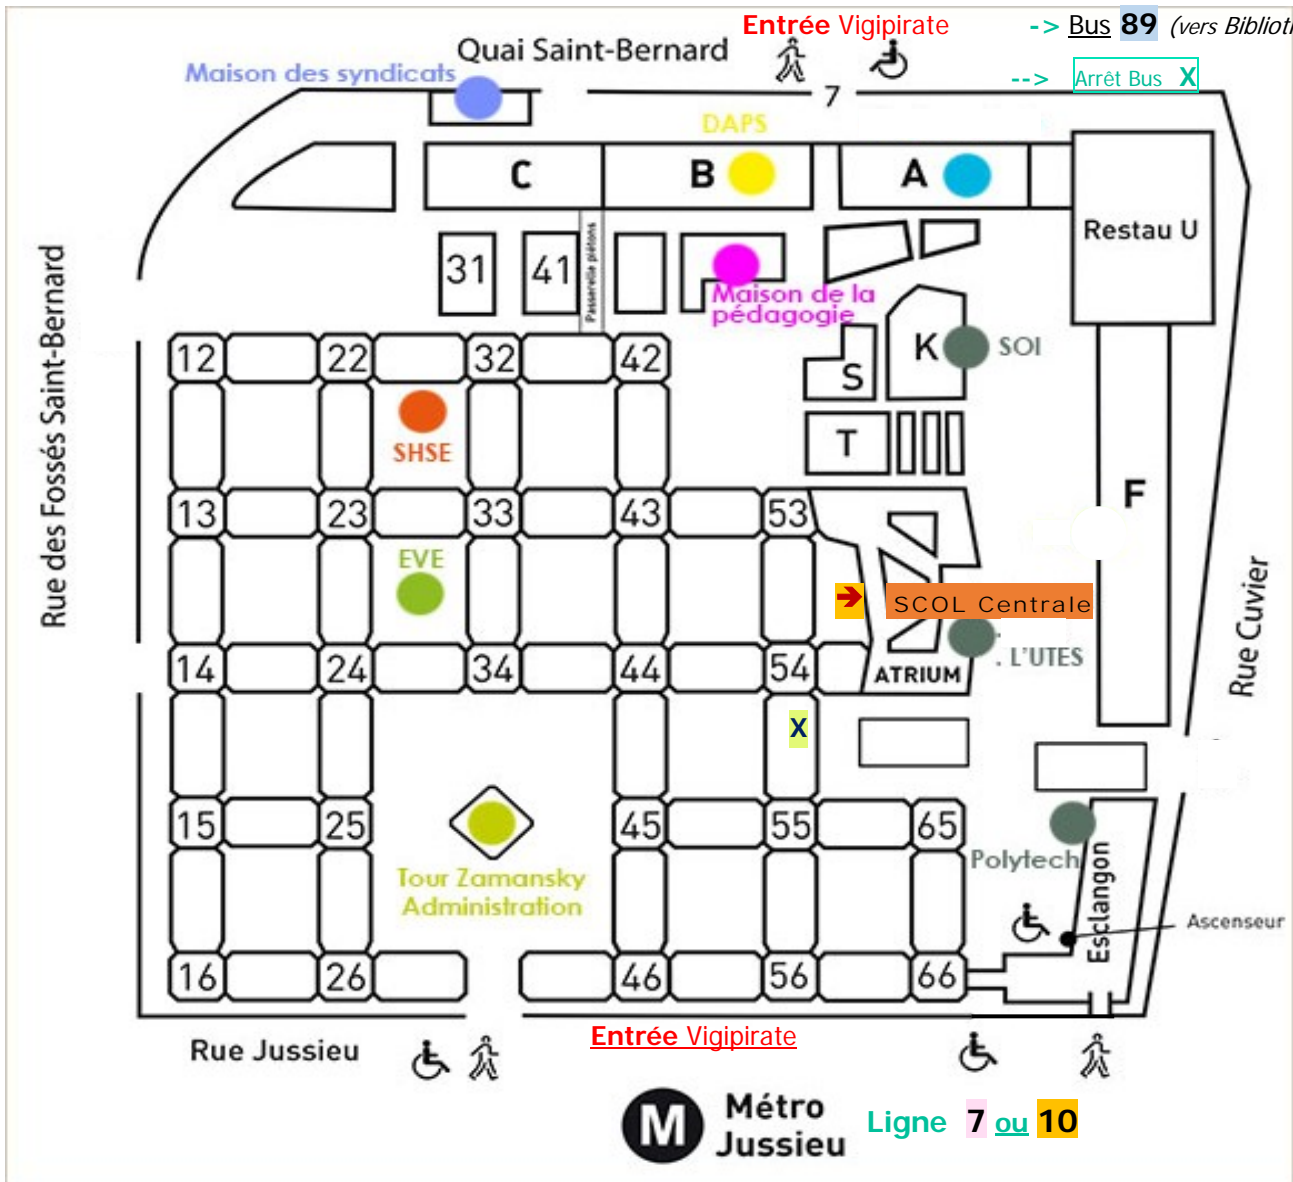 Entrée Vigipirate
-> Bus 89 (vers Biblioth
Quai Saint-Bernard
Maison des syndicats
--> Arrêt Bus X
7
DAPS
C
B
A
Restau U
31
41
Passerelle piétons
Maison de la
pédagogie
Rue des Fossés Saint-Bernard
K
SOI
S
12
22
32
42
SHSE
T
F
13
23
33
43
53
EVE
➔ SCOL Centrale
Rue Cuvier
. L'UTES
14
24
34
44
54
ATRIUM
X
15
25
45
55
65
Polytech
Tour Zamansky
Administration
Esclangon
Ascenseur
16
26
46
56
66
Entrée Vigipirate
Rue Jussieu
M Métro
Jussieu
Ligne 7 ou 10